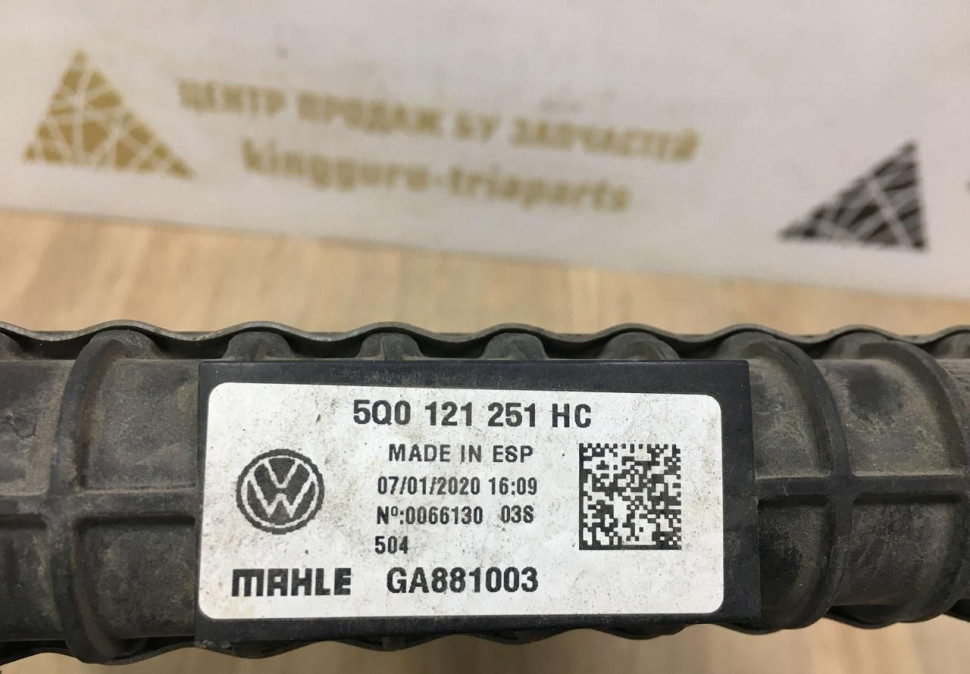 ЦЕНТР ПРОДАЖ БУ ЗАПЧАСТЕЙ
kingguru-triaparts
5Q0 121 251 HC
MADE IN ESP
07/01/2020 16:09
Nº:0066130 03S
504
MAHLE GA881003